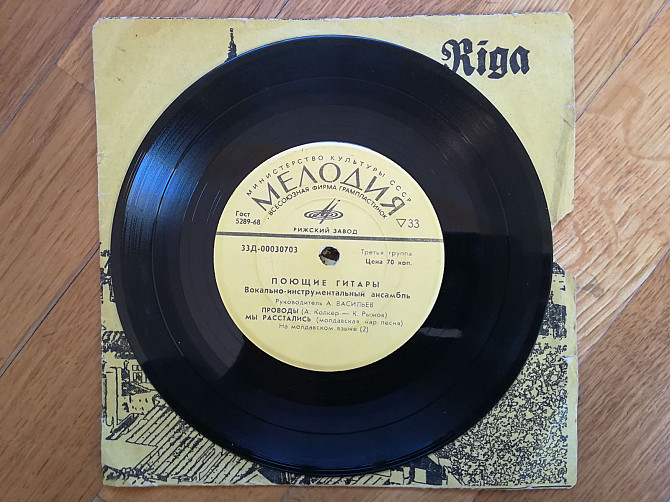 Riga
МИНИСТЕРСТВО КУЛЬТУРЫ СССР
МЕЛОДИЯ
• ВСЕСОЮЗНАЯ ФИРМА ГРАМПЛАСТИНОК •
Гост
5289-68
▽33
РИЖСКИЙ ЗАВОД
33Д-00030703
Третья группа
Цена 70 коп.
ПОЮЩИЕ ГИТАРЫ
Вокально-инструментальный ансамбль
Руководитель А. ВАСИЛЬЕВ
ПРОВОДЫ (А. Колкер — К. Рыжов)
МЫ РАССТАЛИСЬ (молдавская нар. песня)
На молдавском языке (2)